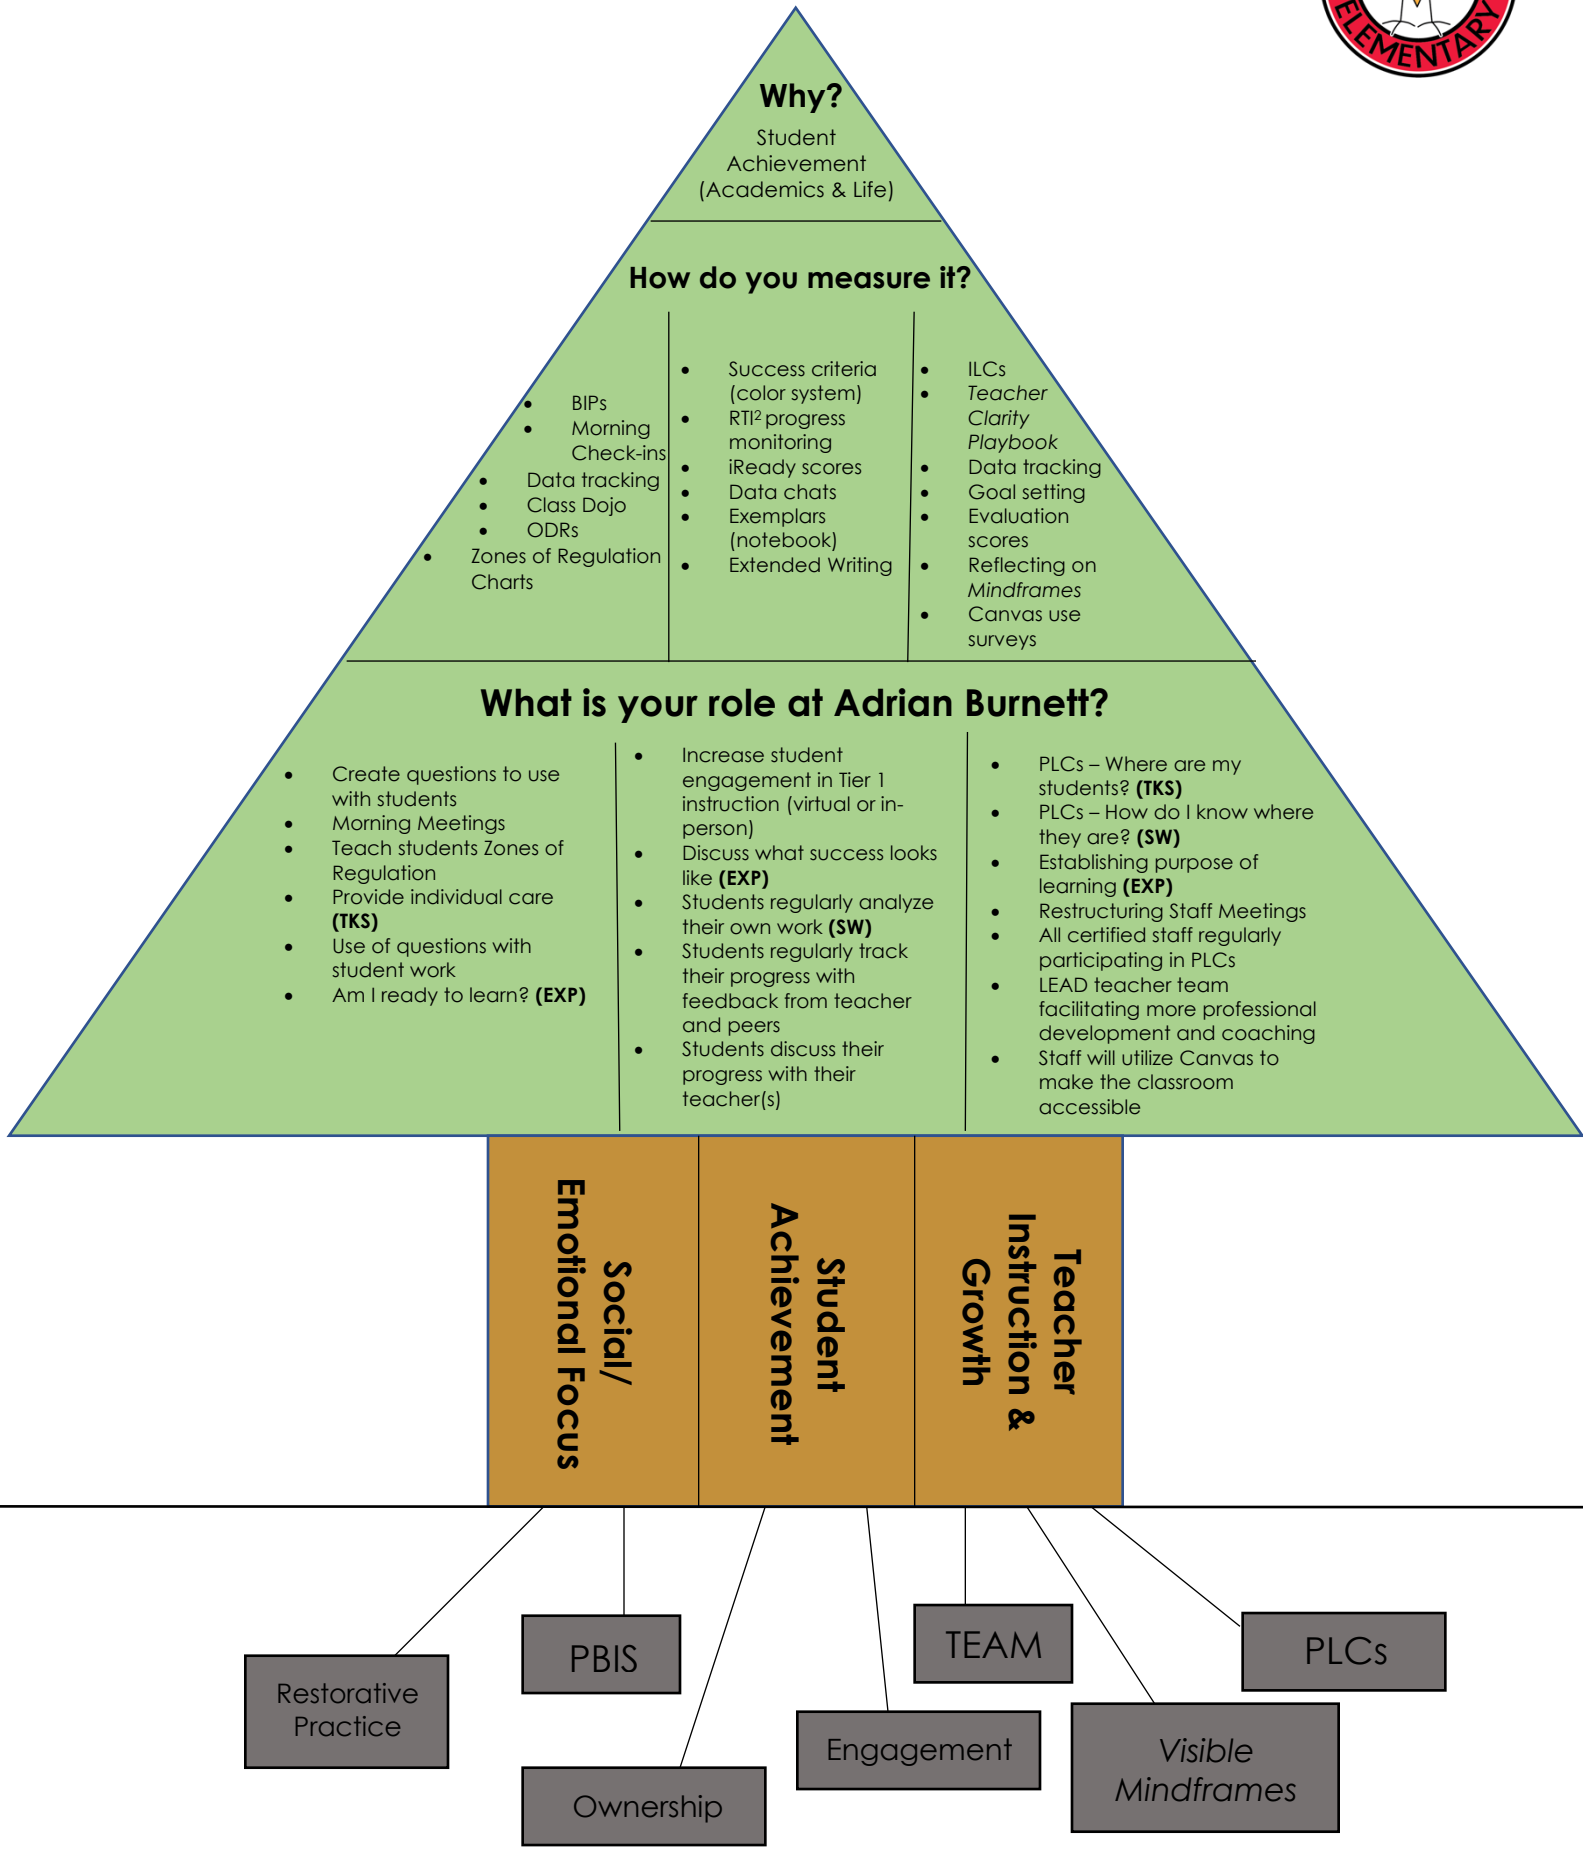 ELEMENTARY
Why?
Student
Achievement
(Academics & Life)
How do you measure it?
• BIPs
• Morning
Check-ins
• Data tracking
• Class Dojo
• ODRs
• Zones of Regulation
Charts
• Success criteria
(color system)
• RTI² progress
monitoring
• iReady scores
• Data chats
• Exemplars
(notebook)
• Extended Writing
• ILCs
• Teacher
Clarity
Playbook
• Data tracking
• Goal setting
• Evaluation
scores
• Reflecting on
Mindframes
• Canvas use
surveys
What is your role at Adrian Burnett?
• Create questions to use
with students
• Morning Meetings
• Teach students Zones of
Regulation
• Provide individual care
(TKS)
• Use of questions with
student work
• Am I ready to learn? (EXP)
• Increase student
engagement in Tier 1
instruction (virtual or in-
person)
• Discuss what success looks
like (EXP)
• Students regularly analyze
their own work (SW)
• Students regularly track
their progress with
feedback from teacher
and peers
• Students discuss their
progress with their
teacher(s)
• PLCs – Where are my
students? (TKS)
• PLCs – How do I know where
they are? (SW)
• Establishing purpose of
learning (EXP)
• Restructuring Staff Meetings
• All certified staff regularly
participating in PLCs
• LEAD teacher team
facilitating more professional
development and coaching
• Staff will utilize Canvas to
make the classroom
accessible
Social/
Emotional Focus
Student
Achievement
Teacher
Instruction &
Growth
Restorative
Practice
PBIS
Ownership
Engagement
TEAM
Visible
Mindframes
PLCs